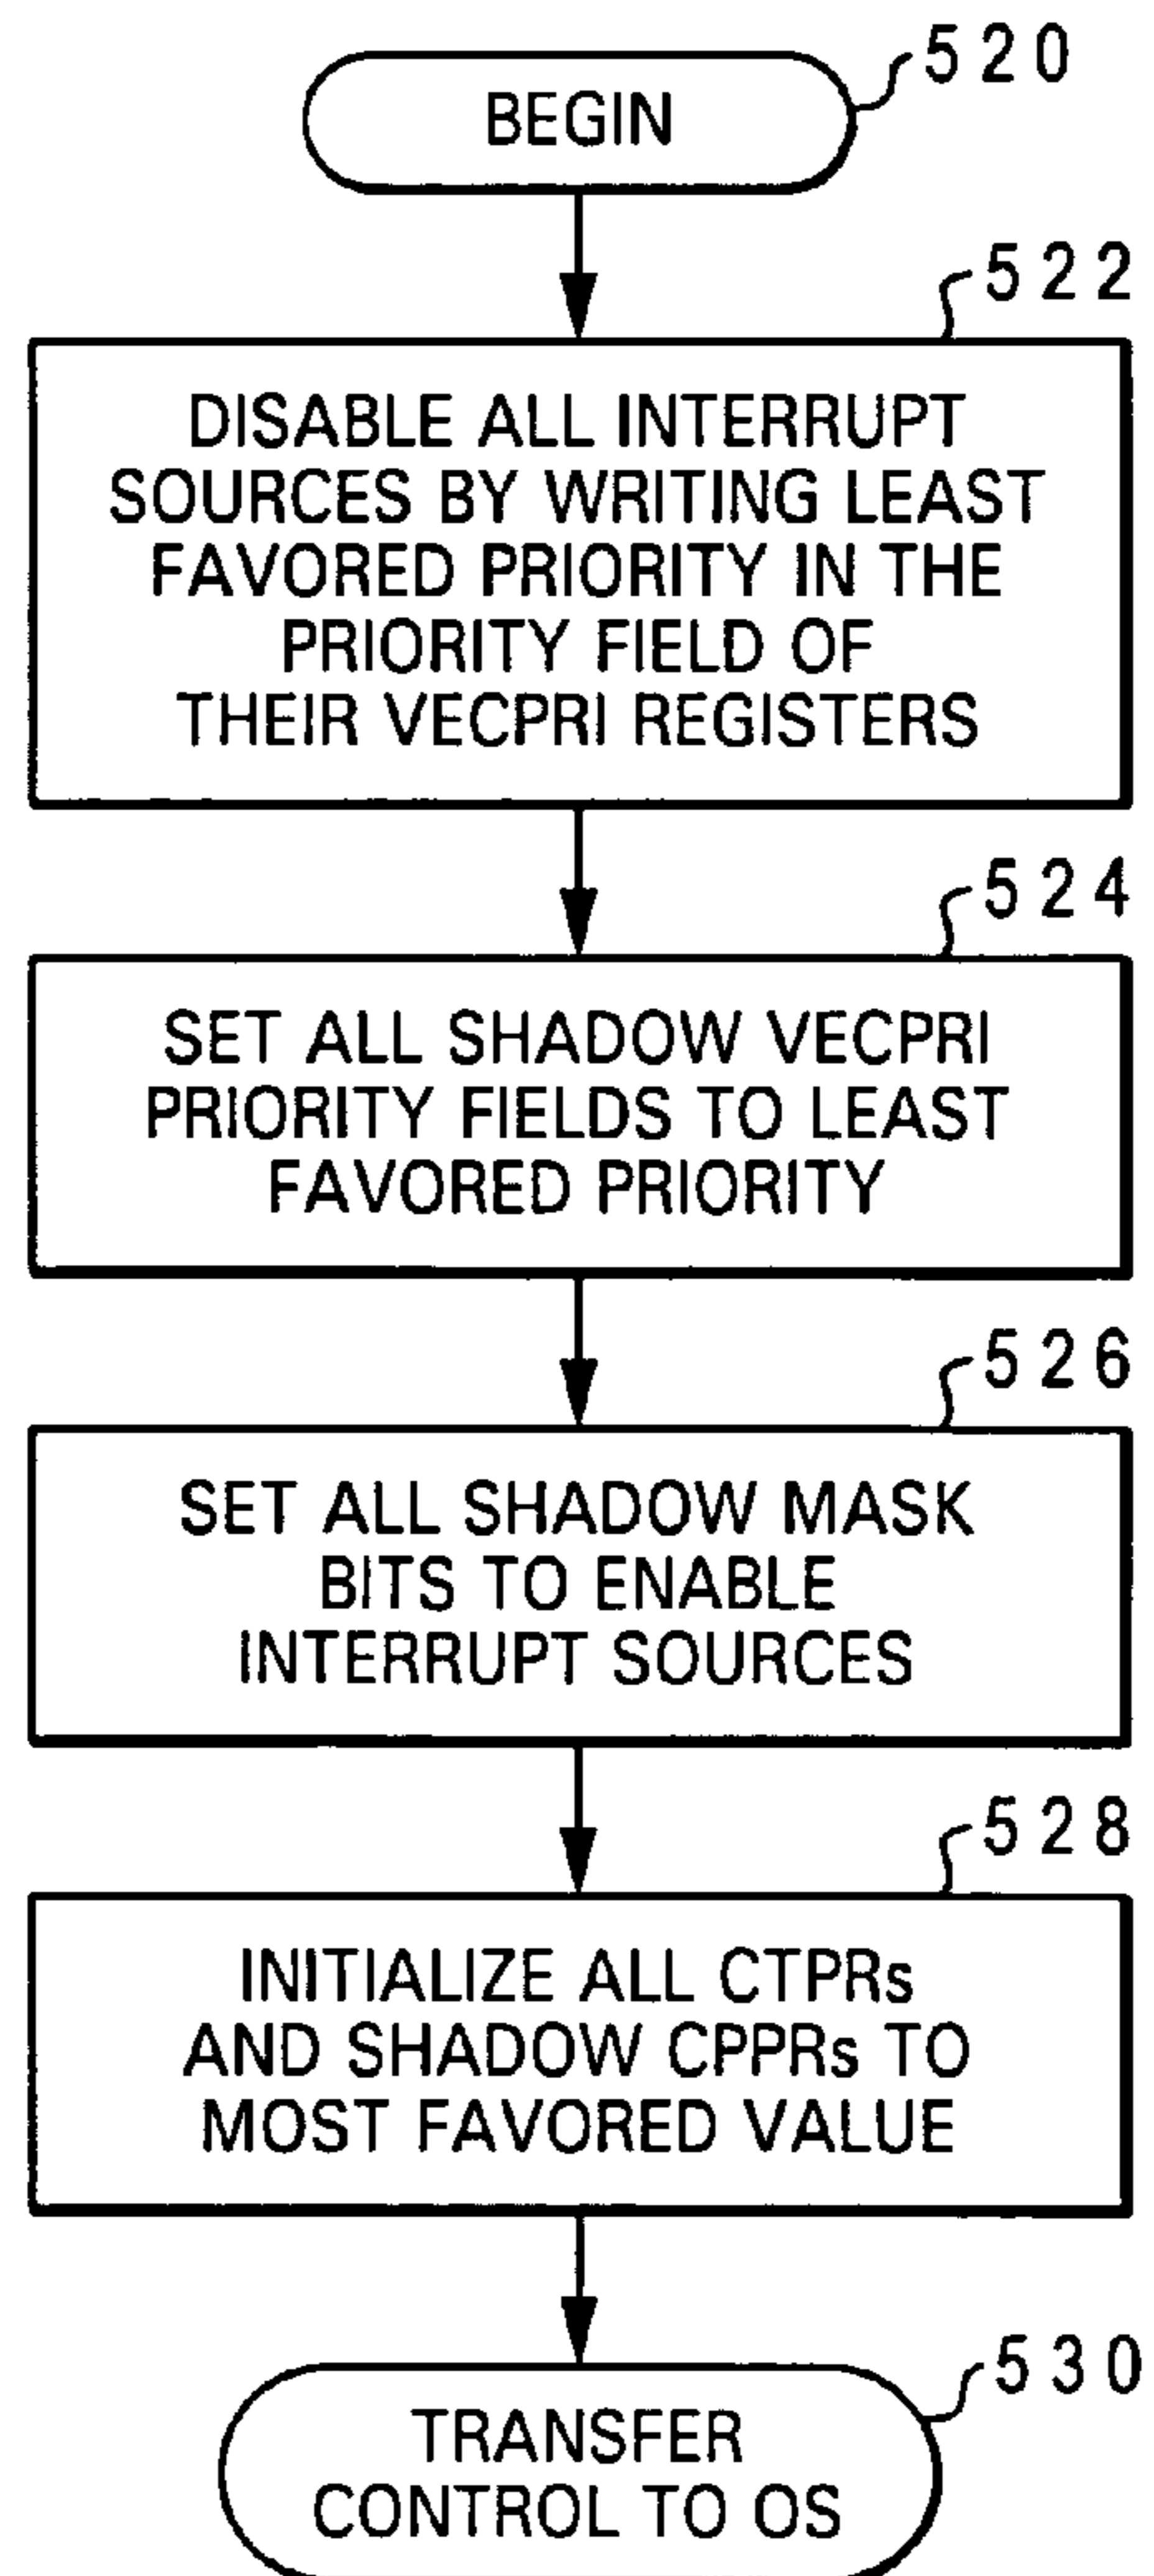 520
BEGIN
522
DISABLE ALL INTERRUPT
SOURCES BY WRITING LEAST
FAVORED PRIORITY IN THE
PRIORITY FIELD OF
THEIR VECPRI REGISTERS
524
SET ALL SHADOW VECPRI
PRIORITY FIELDS TO LEAST
FAVORED PRIORITY
526
SET ALL SHADOW MASK
BITS TO ENABLE
INTERRUPT SOURCES
528
INITIALIZE ALL CTPRs
AND SHADOW CPPRs TO
MOST FAVORED VALUE
530
TRANSFER
CONTROL TO OS